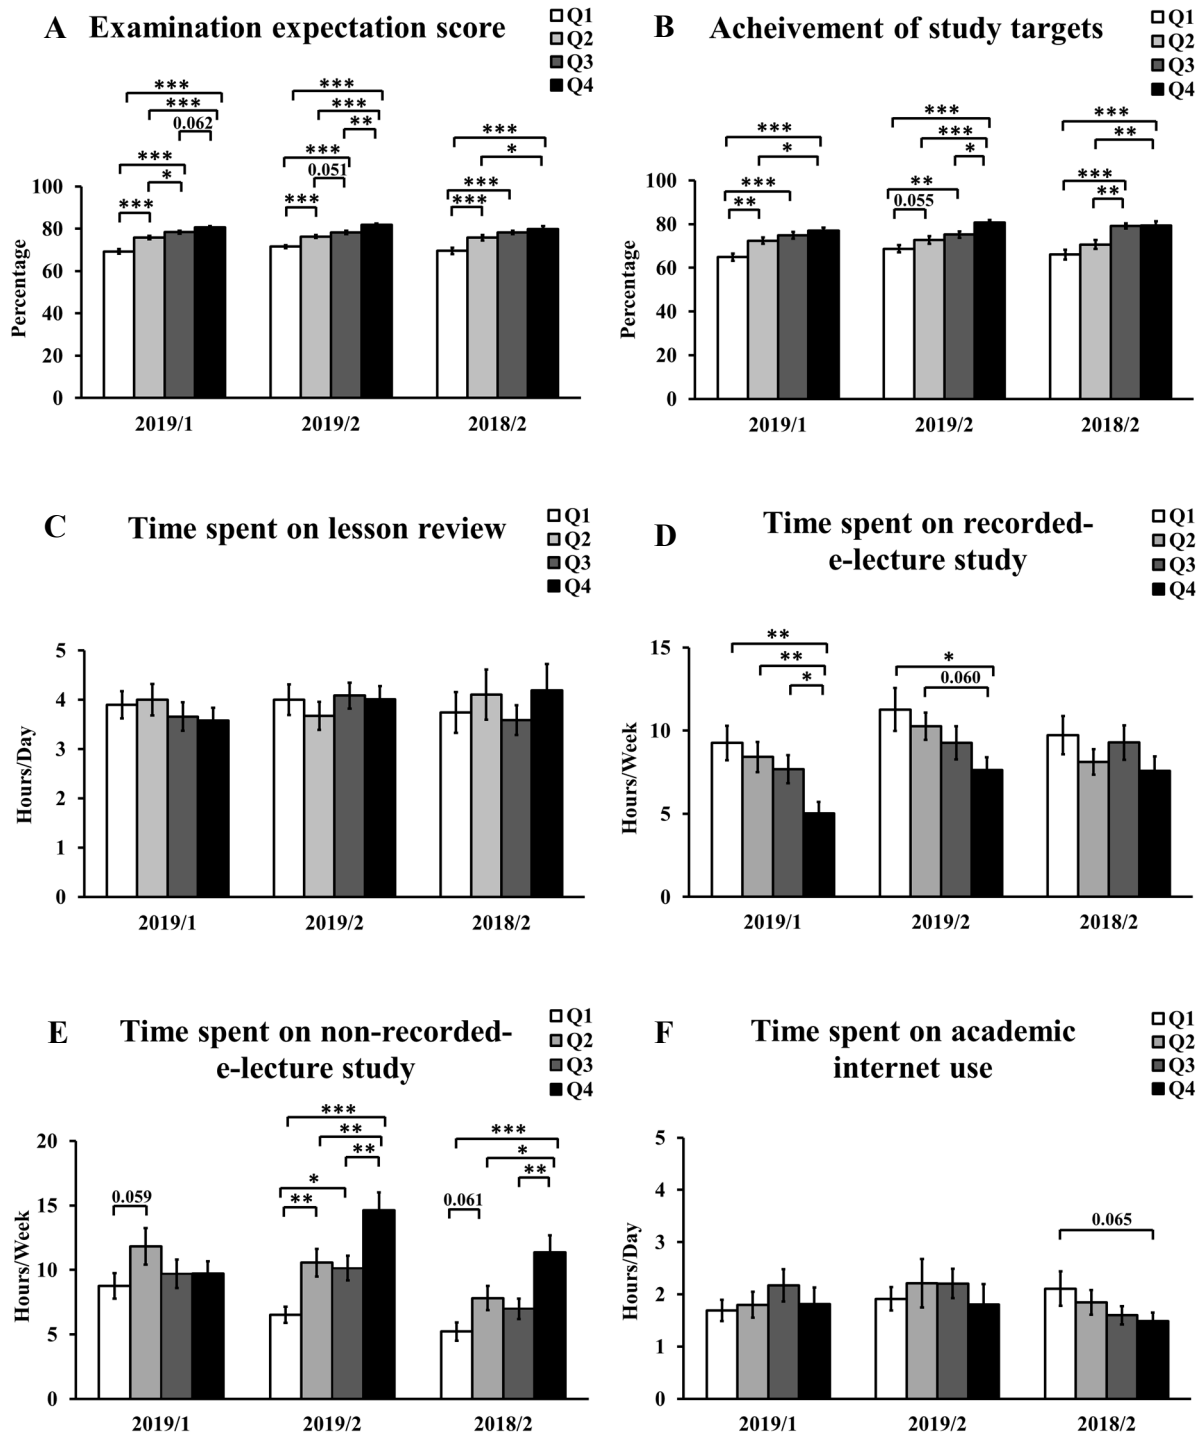 A Examination expectation score
Q1
Q2
Q3
Q4
***
***
0.062
***
*
***
***
***
**
***
0.051
***
***
*
***
***
Percentage
100
80
60
40
20
0
2019/1
2019/2
2018/2
B Acheivement of study targets
Q1
Q2
Q3
Q4
***
*
***
**
***
***
*
**
0.055
***
**
***
**
Percentage
100
80
60
40
20
0
2019/1
2019/2
2018/2
C Time spent on lesson review
Q1
Q2
Q3
Q4
Hours/Day
5
4
3
2
1
0
2019/1
2019/2
2018/2
D Time spent on recorded-
e-lecture study
Q1
Q2
Q3
Q4
**
**
*
*
0.060
Hours/Week
15
10
5
0
2019/1
2019/2
2018/2
E Time spent on non-recorded-
e-lecture study
Q1
Q2
Q3
Q4
0.059
***
**
**
*
**
***
*
**
0.061
Hours/Week
20
15
10
5
0
2019/1
2019/2
2018/2
F Time spent on academic
internet use
Q1
Q2
Q3
Q4
0.065
Hours/Day
5
4
3
2
1
0
2019/1
2019/2
2018/2